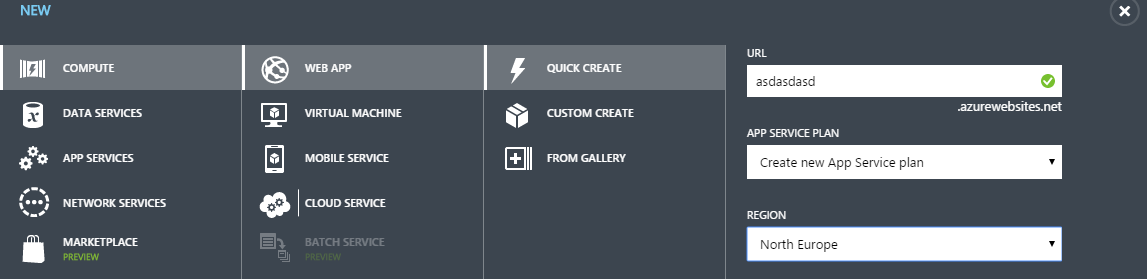 NEW
COMPUTE
DATA SERVICES
APP SERVICES
NETWORK SERVICES
MARKETPLACE
PREVIEW
WEB APP
VIRTUAL MACHINE
MOBILE SERVICE
CLOUD SERVICE
BATCH SERVICE
PREVIEW
QUICK CREATE
CUSTOM CREATE
FROM GALLERY
URL
asdasdasd
.azurewebsites.net
APP SERVICE PLAN
Create new App Service plan
REGION
North Europe